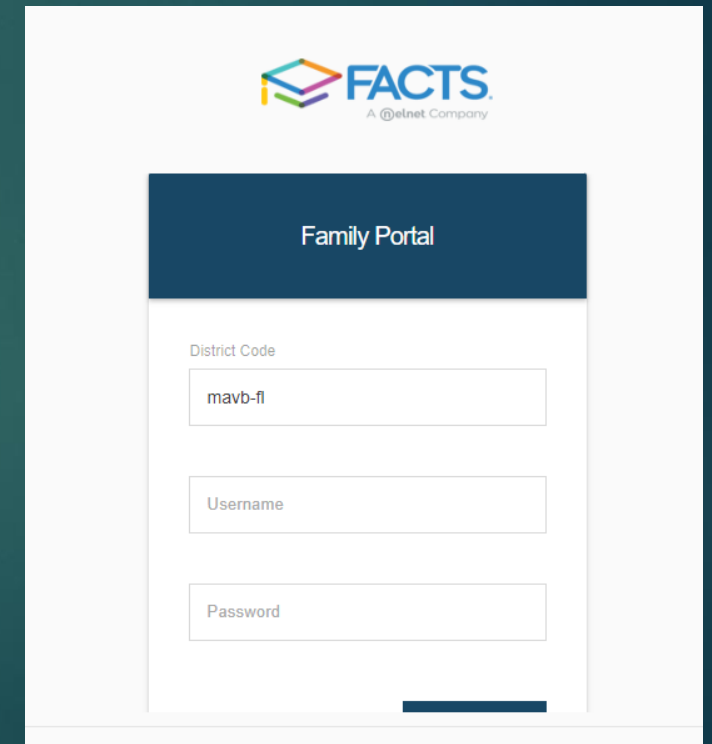 FACTS.
A nelnet Company
Family Portal
District Code
mavb-fl
Username
Password